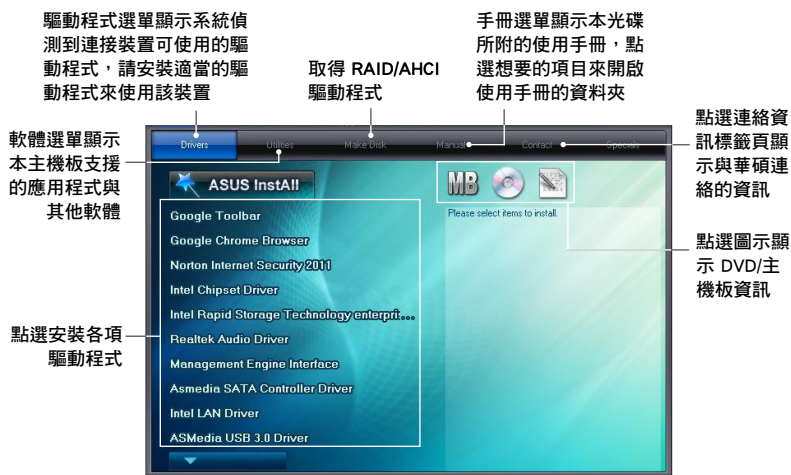 驅動程式選單顯示系統偵
測到連接裝置可使用的驅
動程式，請安裝適當的驅
動程式來使用該裝置
取得 RAID/AHCI
驅動程式
手冊選單顯示本光碟
所附的使用手冊，點
選想要的項目來開啟
使用手冊的資料夾
點選連絡資
訊標籤頁顯
示與華碩連
絡的資訊
軟體選單顯示
本主機板支援
的應用程式與
其他軟體
Drivers
Utilities
Make Disk
Manual
Contact
Specials
ASUS InstAll
MB
Please select items to install.
Google Toolbar
Google Chrome Browser
Norton Internet Security 2011
Intel Chipset Driver
Intel Rapid Storage Technology enterpri...
Realtek Audio Driver
Management Engine Interface
Asmedia SATA Controller Driver
Intel LAN Driver
ASMedia USB 3.0 Driver
點選圖示顯
示 DVD/主
機板資訊
點選安裝各項
驅動程式